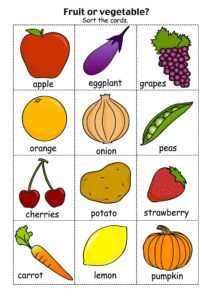 Fruit or vegetable?
Sort the cards.
apple
eggplant
grapes
orange
onion
peas
cherries
potato
strawberry
carrot
lemon
pumpkin